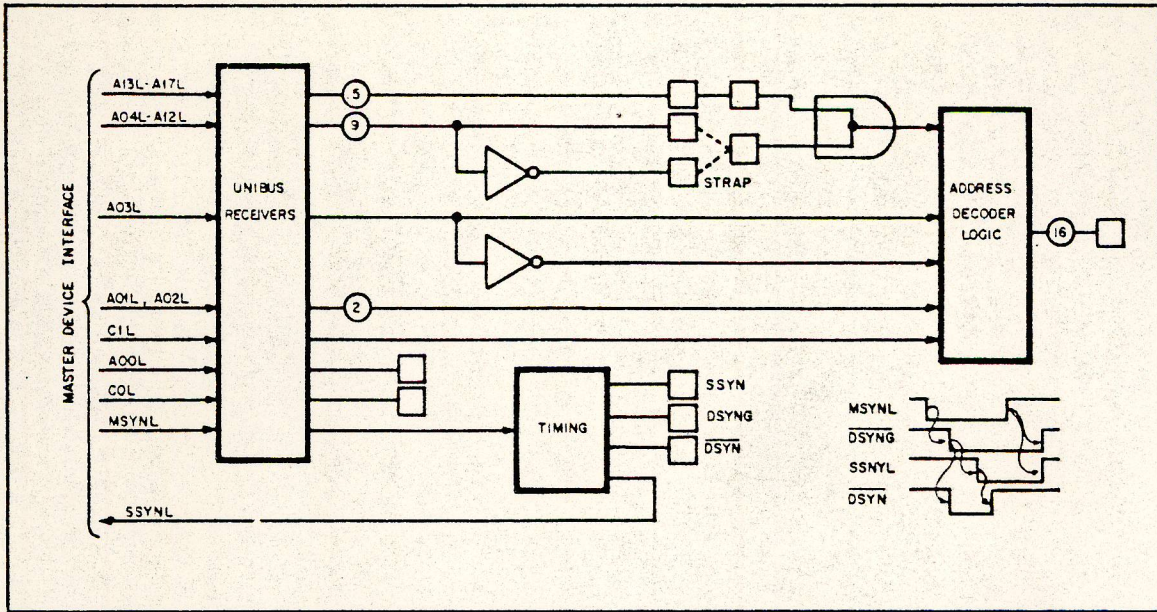 MASTER DEVICE INTERFACE
A13L-A17L
A04L-A12L
A03L
A01L, A02L
C1L
A00L
C0L
MSYNL
SSYNL
UNIBUS
RECEIVERS
5
9
2
STRAP
ADDRESS
DECODER
LOGIC
16
TIMING
SSYN
DSYNG
DSYN
MSYNL
DSYNG
SSNYL
DSYN